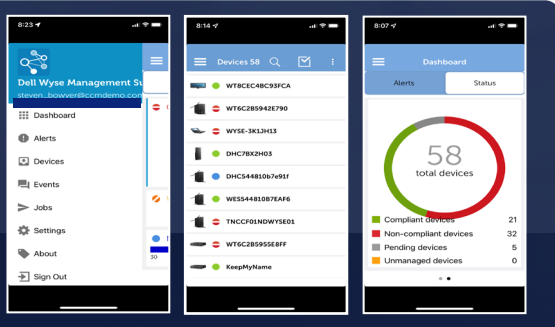 8:23
Dell Wyse Management Su
steven_bowver@ccmdemo.com
Dashboard
Alerts
Devices
Events
Jobs
Settings
About
Sign Out
30-
8:14
Devices 58
WT8CEC4BC93FCA
WT6C2B5942E790
WYSE-3K1JH13
DHC7BX2H03
DHC544810b7e91f
WES544810B7EAF6
TNCCF01NDWYSE01
WT6C2B5955E8FF
KeepMyName
8:07
Dashboard
Alerts
Status
58
total devices
Compliant devices 21
Non-compliant devices 32
Pending devices 5
Unmanaged devices 0